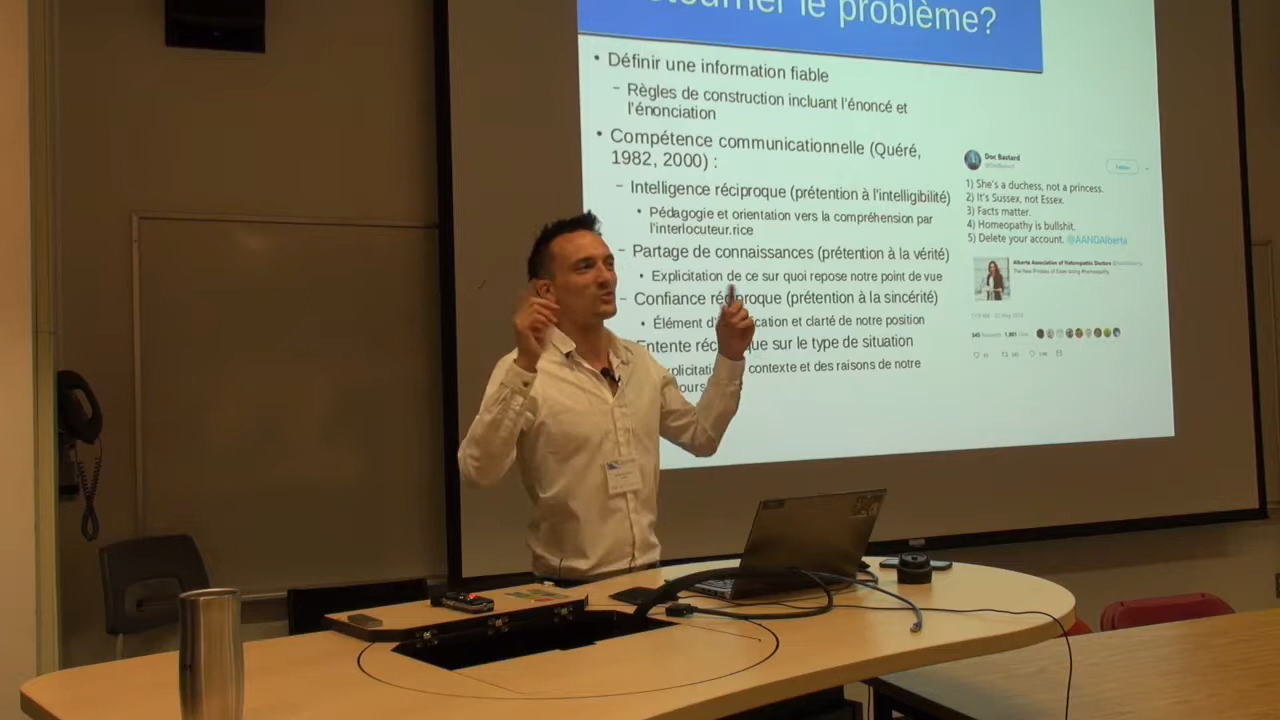 le problème?
• Définir une information fiable
– Règles de construction incluant l'énoncé et
l'énonciation
• Compétence communicationnelle (Quéré,
1982, 2000) :
– Intelligence réciproque (prétention à l'intelligibilité)
• Pédagogie et orientation vers la compréhension par
l'interlocuteur.rice
– Partage de connaissances (prétention à la vérité)
• Explicitation de ce sur quoi repose notre point de vue
– Confiance réciproque (prétention à la sincérité)
• Élément d' et clarté de notre position
Entente sur le type de situation
contexte et des raisons de notre
Doc Bastard
Follow
1) She's a duchess, not a princess.
2) It's Sussex, not Essex.
3) Facts matter.
4) Homeopathy is bullshit.
5) Delete your account. @AANDAlberta
Alberta Association of Naturopathic Doctors